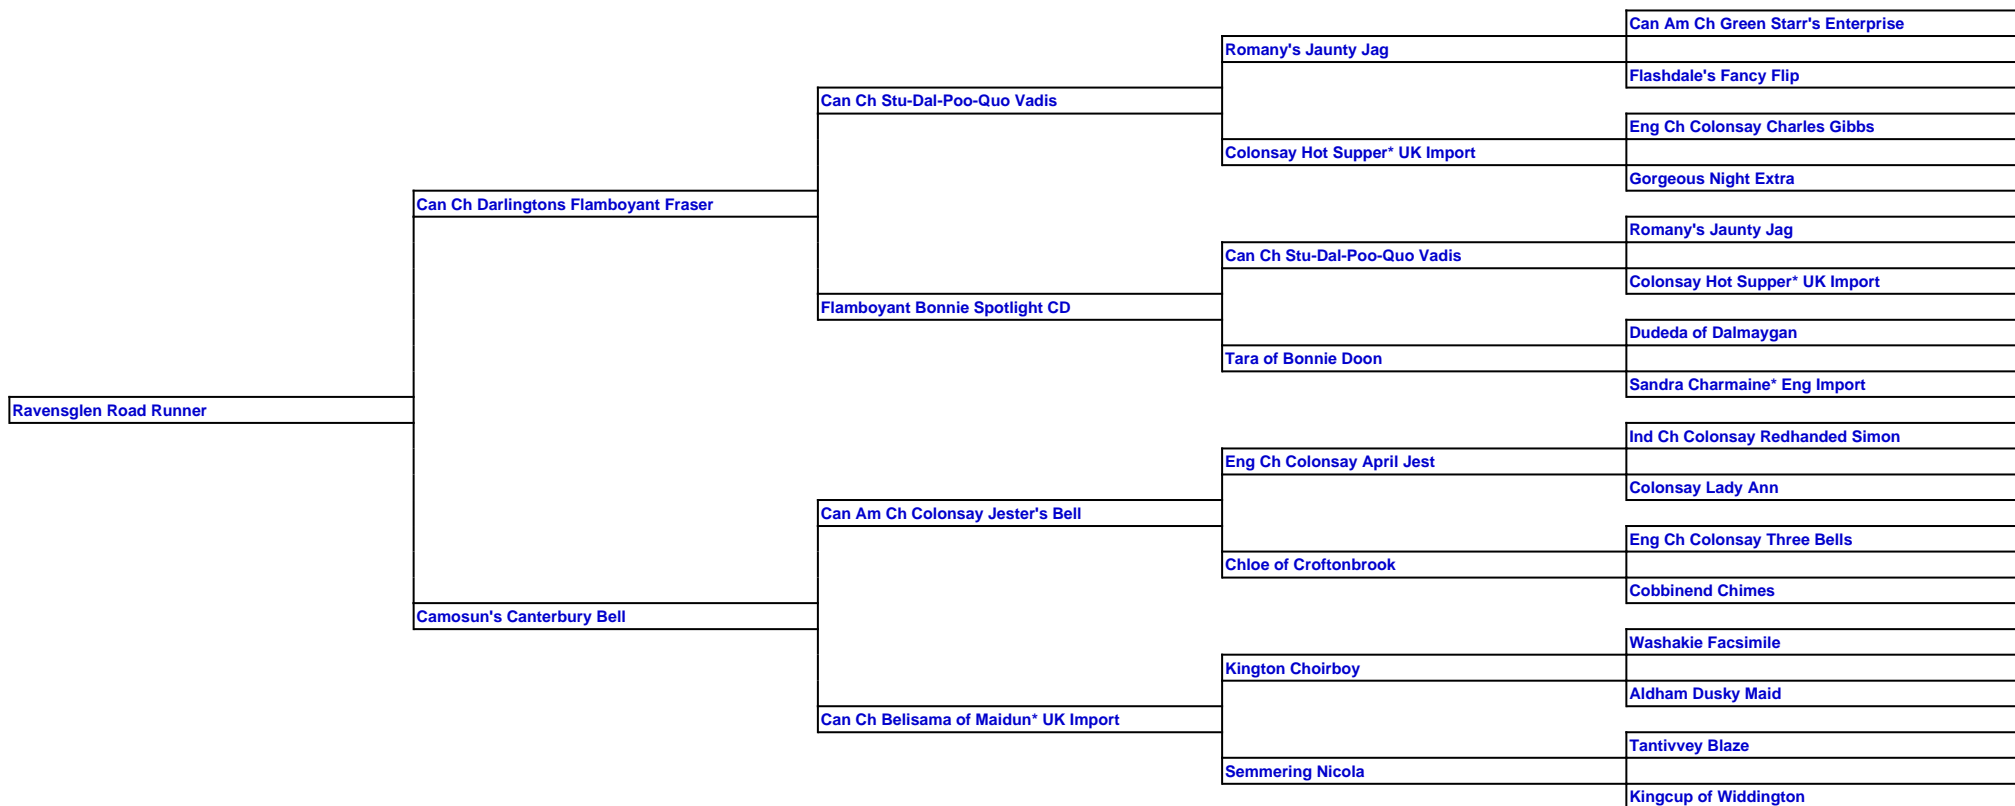 Can Am Ch Green Starr's Enterprise
Romany's Jaunty Jag
Flashdale's Fancy Flip
Can Ch Stu-Dal-Poo-Quo Vadis
Eng Ch Colonsay Charles Gibbs
Colonsay Hot Supper* UK Import
Gorgeous Night Extra
Can Ch Darlingtons Flamboyant Fraser
Romany's Jaunty Jag
Can Ch Stu-Dal-Poo-Quo Vadis
Colonsay Hot Supper* UK Import
Flamboyant Bonnie Spotlight CD
Dudeda of Dalmaygan
Tara of Bonnie Doon
Sandra Charmaine* Eng Import
Ravensglen Road Runner
Ind Ch Colonsay Redhanded Simon
Eng Ch Colonsay April Jest
Colonsay Lady Ann
Can Am Ch Colonsay Jester's Bell
Eng Ch Colonsay Three Bells
Chloe of Croftonbrook
Cobbinend Chimes
Camosun's Canterbury Bell
Washakie Facsimile
Kington Choirboy
Aldham Dusky Maid
Can Ch Belisama of Maidun* UK Import
Tantivvey Blaze
Semmering Nicola
Kingcup of Widdington